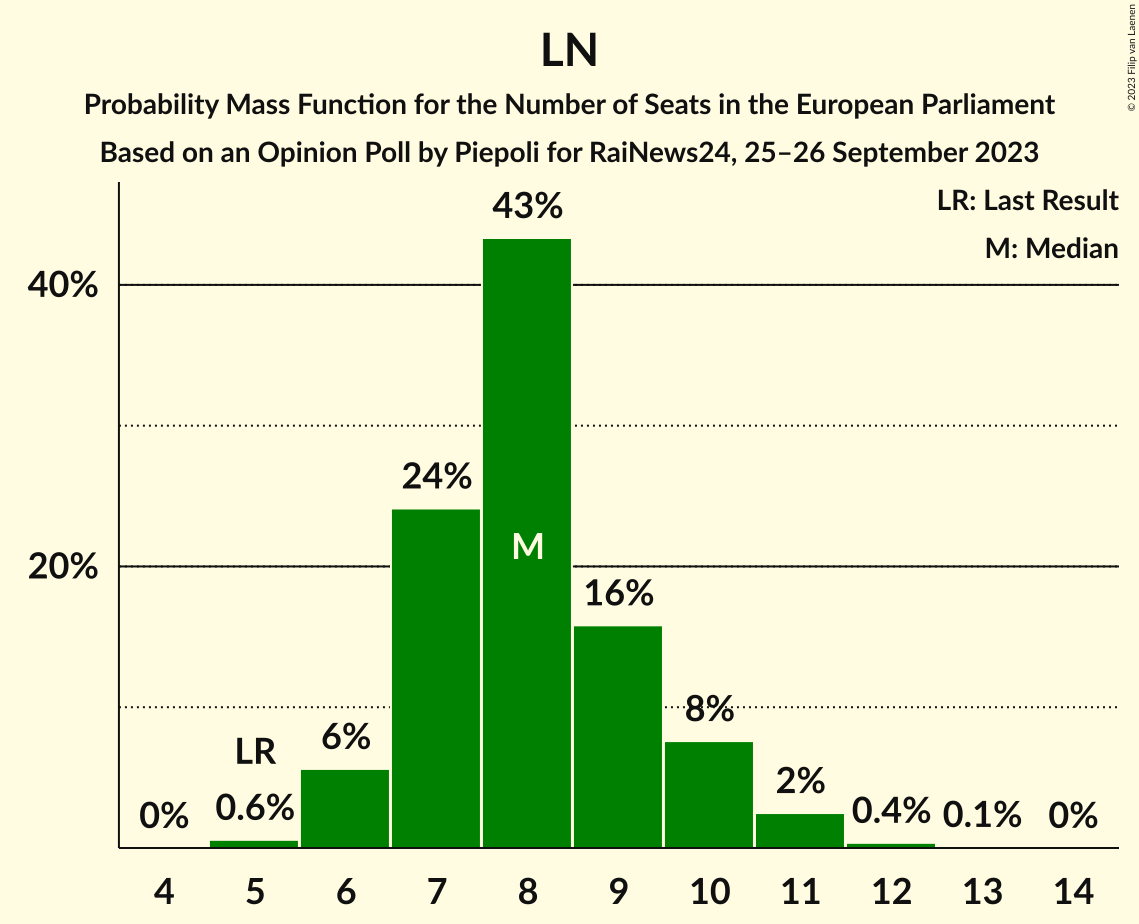 LN
Probability Mass Function for the Number of Seats in the European Parliament
Based on an Opinion Poll by Piepoli for RaiNews24, 25–26 September 2023
© 2023 Filip van Laenen
LR: Last Result
M: Median
43%
40%
24%
M
20%
16%
8%
6%
LR
2%
0%
0.6%
0.4%
0.1%
0%
4 5 6 7 8 9 10 11 12 13 14